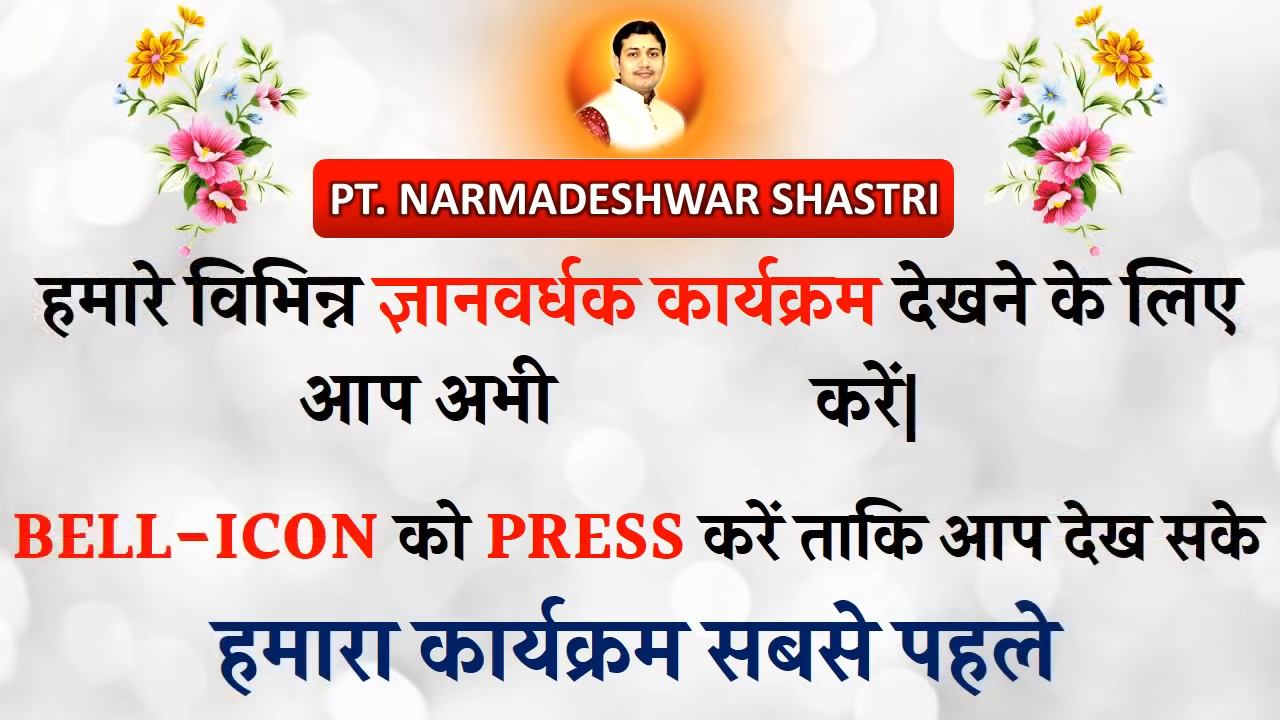 PT. NARMADESHWAR SHASTRI
हमारे विभिन्न ज्ञानवर्धक कार्यक्रम देखने के लिए
आप अभी करें|
BELL-ICON को PRESS करें ताकि आप देख सके
हमारा कार्यक्रम सबसे पहले